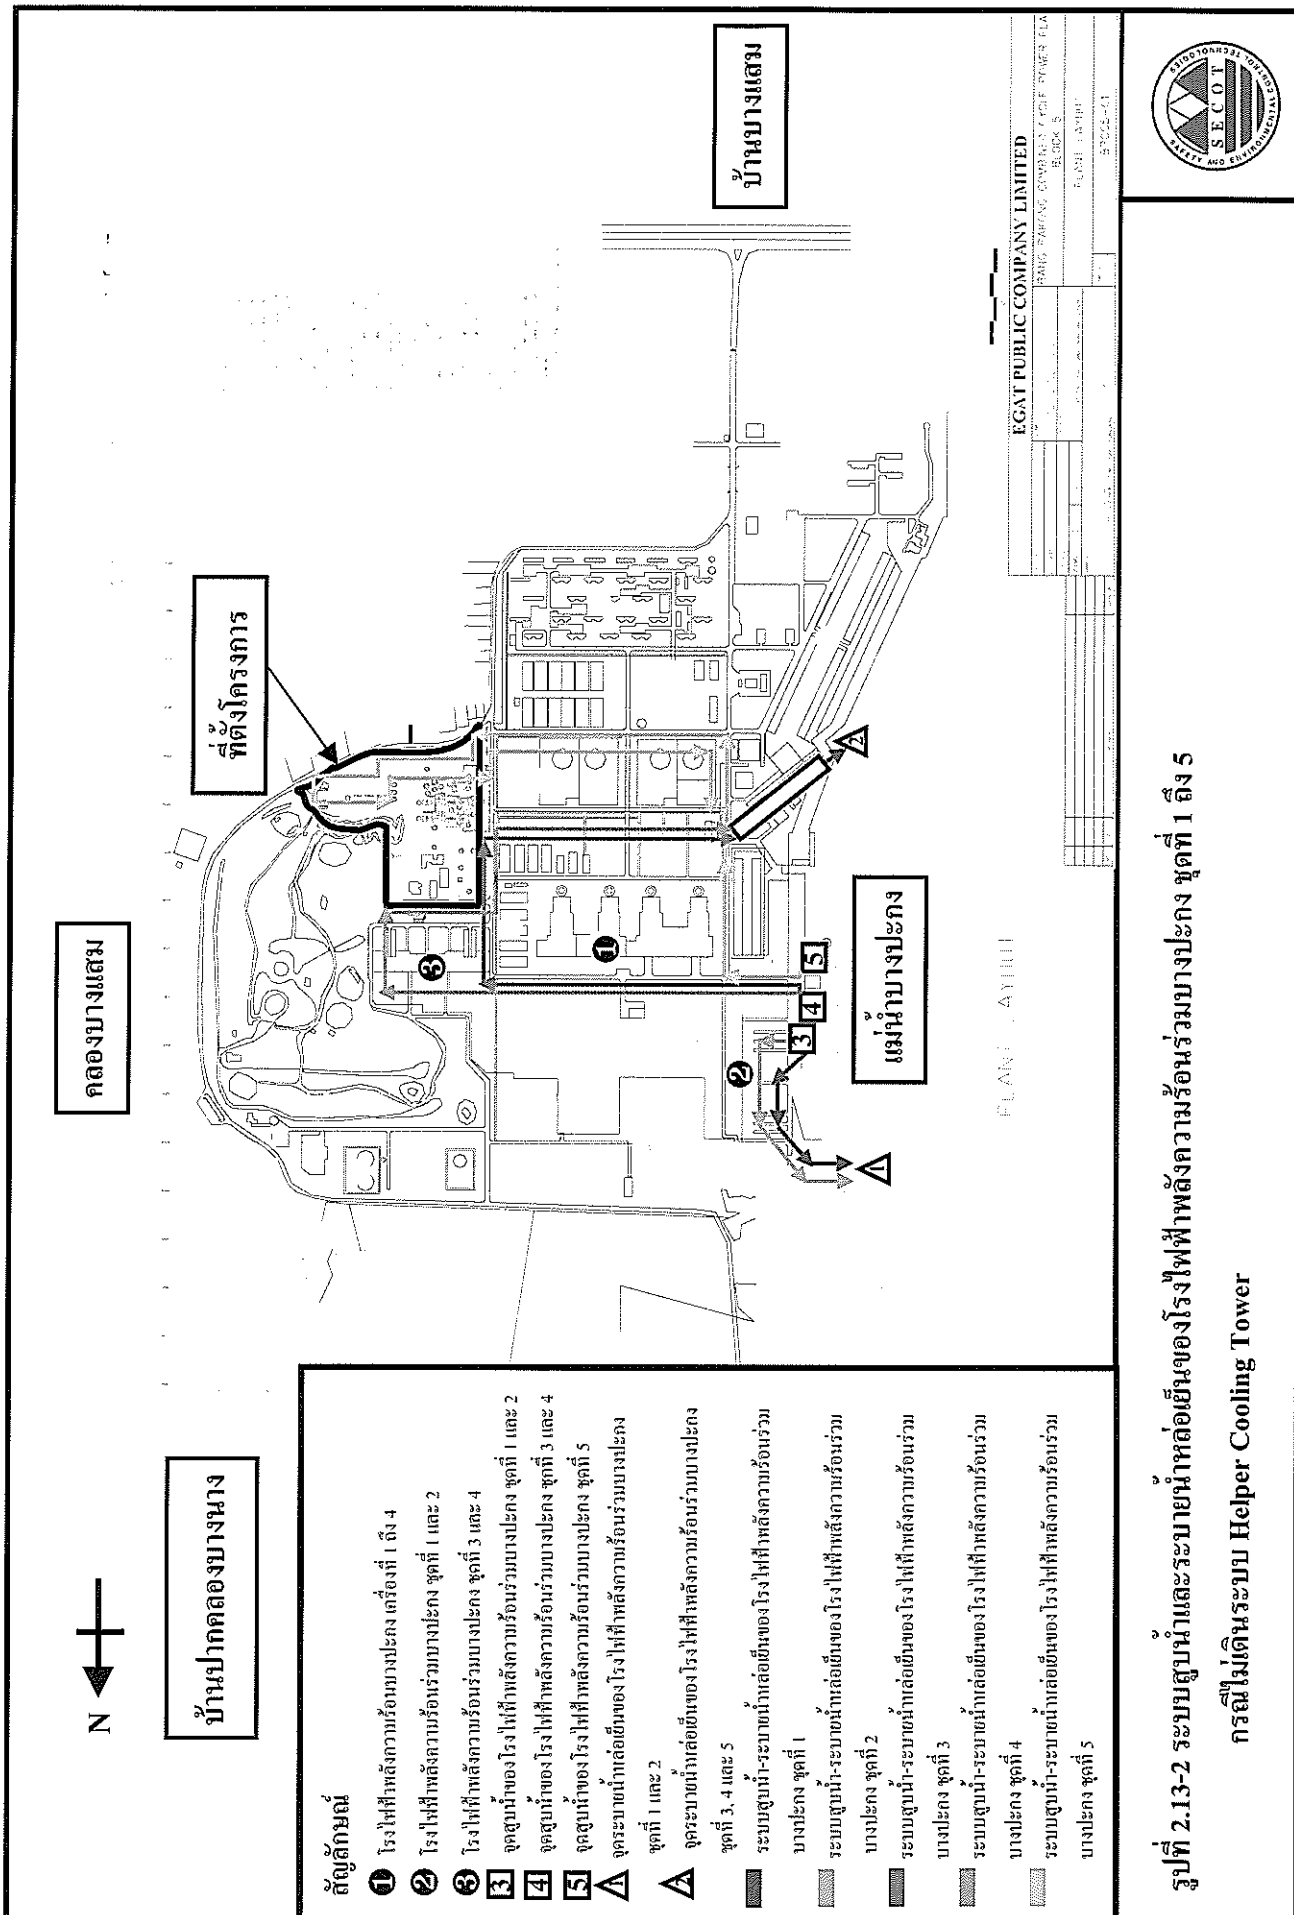 N
บ้านปากคลองบางนาง
คลองบางแสม
ที่ตั้งโครงการ
บ้านบางแสม
แม่น้ำบางปะกง
1
2
3
3
4
5
1
2
PLANT LAYOUT
สัญลักษณ์
1 โรงไฟฟ้าพลังความร้อนบางปะกง เครื่องที่ 1 ถึง 4
2 โรงไฟฟ้าพลังความร้อนร่วมบางปะกง ชุดที่ 1 และ 2
3 โรงไฟฟ้าพลังความร้อนร่วมบางปะกง ชุดที่ 3 และ 4
3 จุดสูบน้ำของโรงไฟฟ้าพลังความร้อนร่วมบางปะกง ชุดที่ 1 และ 2
4 จุดสูบน้ำของโรงไฟฟ้าพลังความร้อนร่วมบางปะกง ชุดที่ 3 และ 4
5 จุดสูบน้ำของโรงไฟฟ้าพลังความร้อนร่วมบางปะกง ชุดที่ 5
1 จุดระบายน้ำหล่อเย็นของโรงไฟฟ้าพลังความร้อนร่วมบางปะกง
ชุดที่ 1 และ 2
2 จุดระบายน้ำหล่อเย็นของโรงไฟฟ้าพลังความร้อนร่วมบางปะกง
ชุดที่ 3, 4 และ 5
ระบบสูบน้ำ-ระบายน้ำหล่อเย็นของโรงไฟฟ้าพลังความร้อนร่วม
บางปะกง ชุดที่ 1
ระบบสูบน้ำ-ระบายน้ำหล่อเย็นของโรงไฟฟ้าพลังความร้อนร่วม
บางปะกง ชุดที่ 2
ระบบสูบน้ำ-ระบายน้ำหล่อเย็นของโรงไฟฟ้าพลังความร้อนร่วม
บางปะกง ชุดที่ 3
ระบบสูบน้ำ-ระบายน้ำหล่อเย็นของโรงไฟฟ้าพลังความร้อนร่วม
บางปะกง ชุดที่ 4
ระบบสูบน้ำ-ระบายน้ำหล่อเย็นของโรงไฟฟ้าพลังความร้อนร่วม
บางปะกง ชุดที่ 5
EGAT PUBLIC COMPANY LIMITED
BANG PAKONG COMBINED CYCLE POWER PLA
BLOCK 5
PLANT LAYOUT
SECOT
SAFETY AND ENVIRONMENTAL CONTROL TECHNOLOGIES
รูปที่ 2.13-2 ระบบสูบน้ำและระบายน้ำหล่อเย็นของโรงไฟฟ้าพลังความร้อนร่วมบางปะกง ชุดที่ 1 ถึง 5
กรณีไม่เดินระบบ Helper Cooling Tower